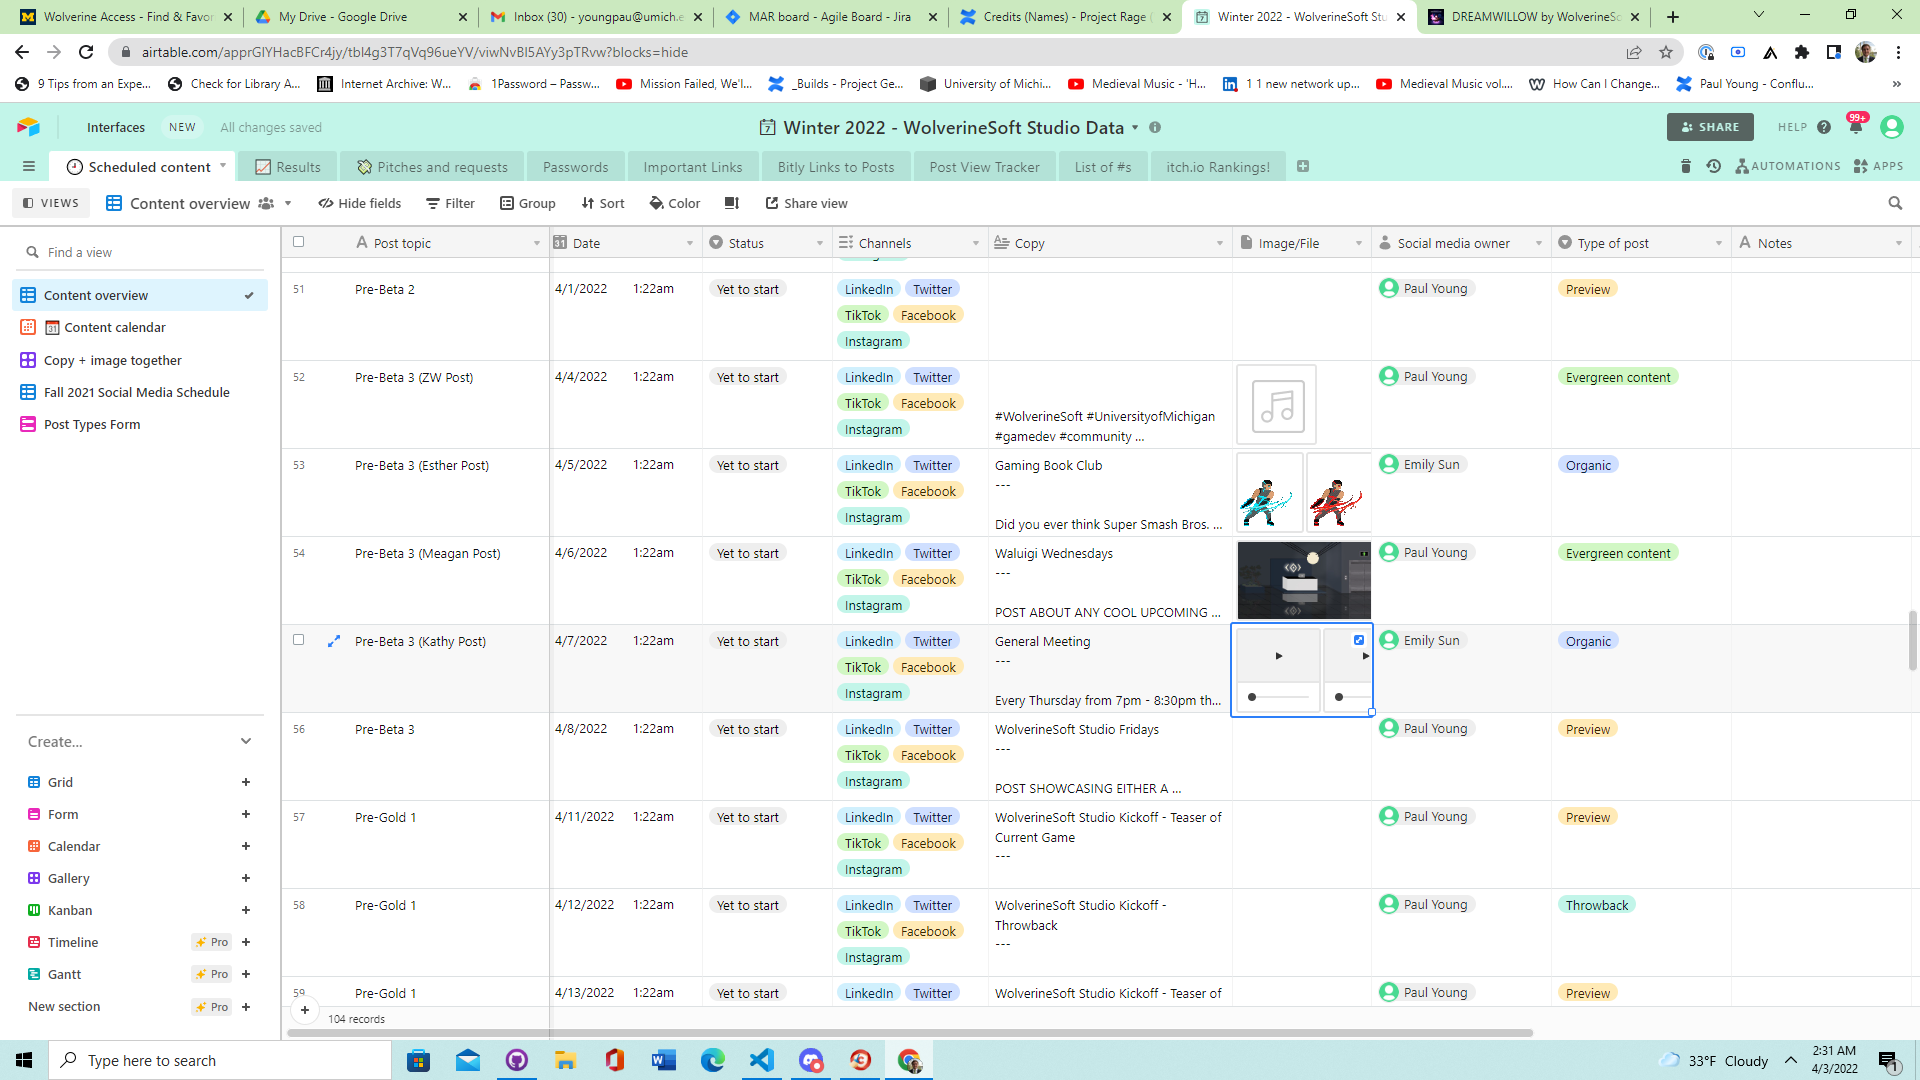 Wolverine Access - Find & Favor
My Drive - Google Drive
Inbox (30) - youngpau@umich.e
MAR board - Agile Board - Jira
Credits (Names) - Project Rage (
Winter 2022 - WolverineSoft Stu
DREAMWILLOW by WolverineSo
airtable.com/apprGIYHacBFCr4jy/tbl4g3T7qVq96ueYV/viwNvBI5AYy3pTRvw?blocks=hide
9 Tips from an Expe...
Check for Library A...
Internet Archive: W...
1Password – Passw...
Mission Failed, We'l...
_Builds - Project Ge...
University of Michi...
Medieval Music - 'H...
1 1 new network up...
Medieval Music vol....
How Can I Change...
Paul Young - Conflu...
»
Interfaces NEW All changes saved
Winter 2022 - WolverineSoft Studio Data
SHARE HELP 99+
Scheduled content Results Pitches and requests Passwords Important Links Bitly Links to Posts Post View Tracker List of #s itch.io Rankings! AUTOMATIONS APPS
VIEWS Content overview Hide fields Filter Group Sort Color Share view
Find a view
Content overview
Content calendar
Copy + image together
Fall 2021 Social Media Schedule
Post Types Form
Create...
Grid
Form
Calendar
Gallery
Kanban
Timeline Pro
Gantt Pro
New section Pro
Post topic Date Status Channels Copy Image/File Social media owner Type of post Notes
51 Pre-Beta 2 4/1/2022 1:22am Yet to start LinkedIn Twitter Paul Young Preview
TikTok Facebook
Instagram
52 Pre-Beta 3 (ZW Post) 4/4/2022 1:22am Yet to start LinkedIn Twitter Paul Young Evergreen content
TikTok Facebook
#WolverineSoft #UniversityofMichigan
Instagram
#gamedev #community ...
53 Pre-Beta 3 (Esther Post) 4/5/2022 1:22am Yet to start LinkedIn Twitter Gaming Book Club Emily Sun Organic
TikTok Facebook ---
Instagram Did you ever think Super Smash Bros. ...
54 Pre-Beta 3 (Meagan Post) 4/6/2022 1:22am Yet to start LinkedIn Twitter Waluigi Wednesdays Paul Young Evergreen content
TikTok Facebook ---
Instagram POST ABOUT ANY COOL UPCOMING ...
Pre-Beta 3 (Kathy Post) 4/7/2022 1:22am Yet to start LinkedIn Twitter General Meeting Emily Sun Organic
TikTok Facebook ---
Instagram Every Thursday from 7pm - 8:30pm th...
56 Pre-Beta 3 4/8/2022 1:22am Yet to start LinkedIn Twitter WolverineSoft Studio Fridays Paul Young Preview
TikTok Facebook ---
Instagram POST SHOWCASING EITHER A ...
57 Pre-Gold 1 4/11/2022 1:22am Yet to start LinkedIn Twitter WolverineSoft Studio Kickoff - Teaser of Paul Young Preview
TikTok Facebook Current Game
Instagram ---
58 Pre-Gold 1 4/12/2022 1:22am Yet to start LinkedIn Twitter WolverineSoft Studio Kickoff - Paul Young Throwback
TikTok Facebook Throwback
Instagram ---
59 Pre-Gold 1 4/13/2022 1:22am Yet to start LinkedIn Twitter WolverineSoft Studio Kickoff - Teaser of Paul Young Preview
104 records
Type here to search
33°F Cloudy
2:31 AM
4/3/2022
1